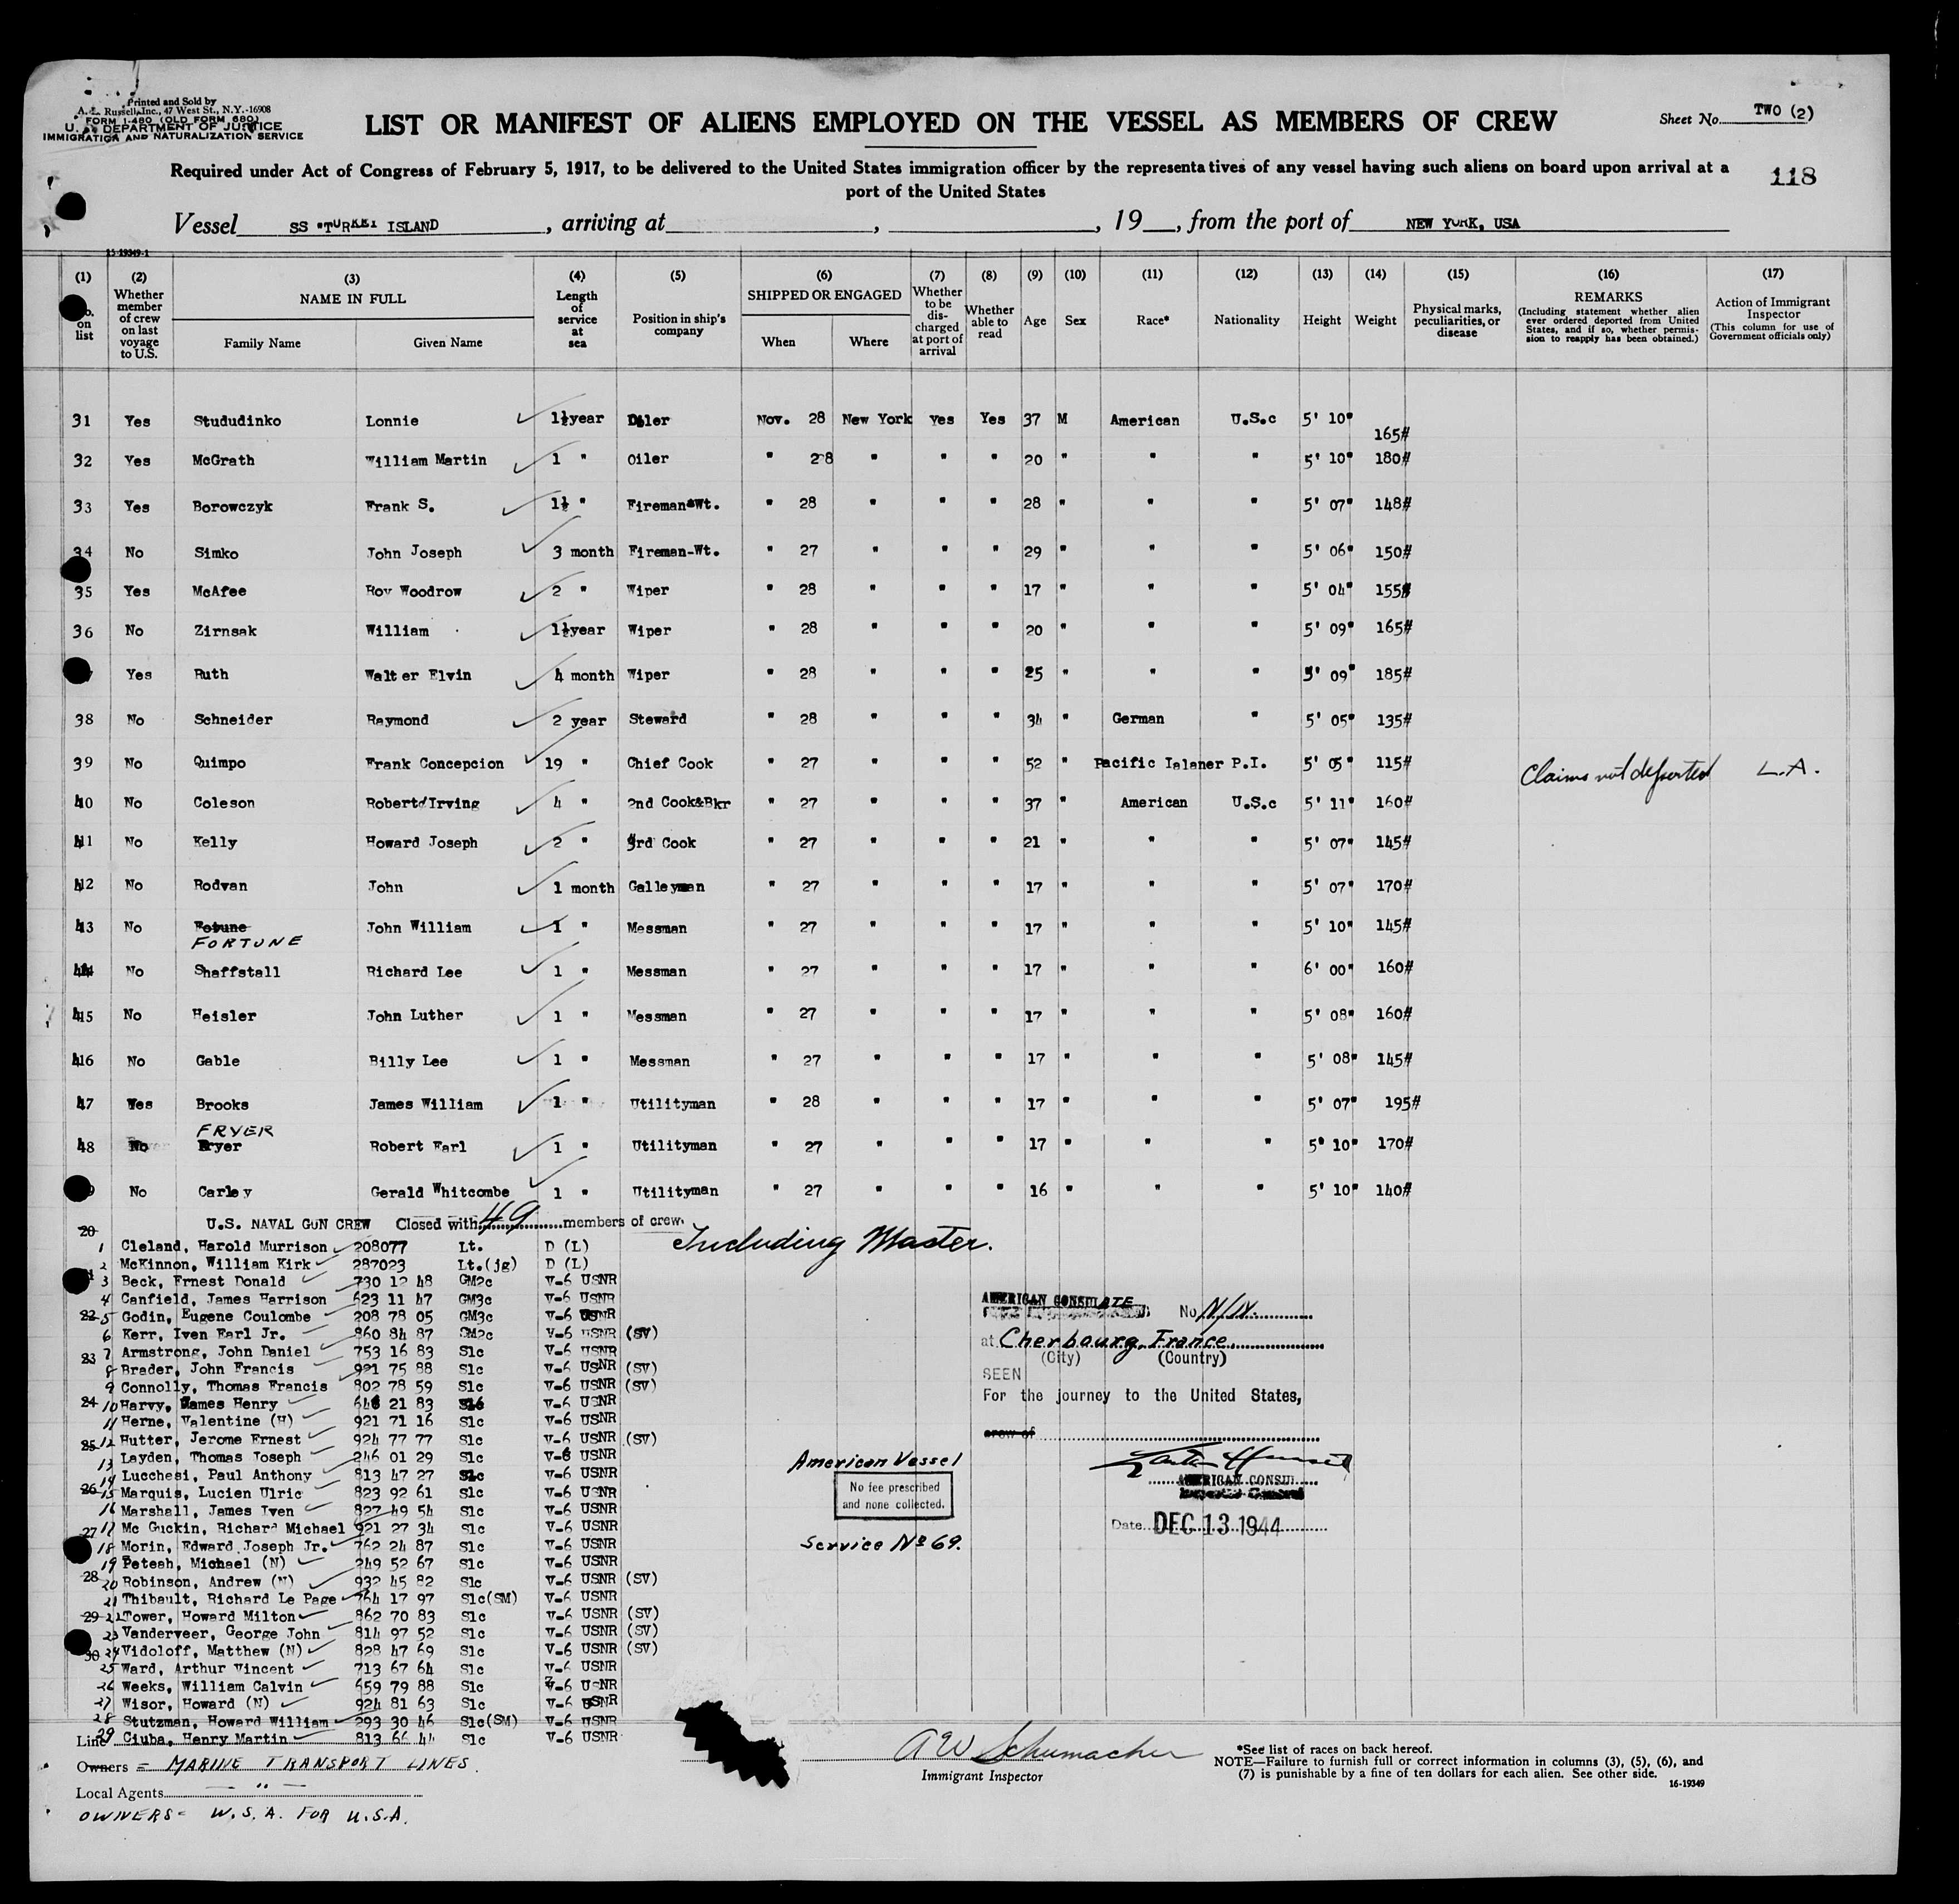 Printed and Sold by
A. L. Russell, Inc., 47 West St., N.Y.-16908
FORM I-480 (OLD FORM 680)
U. S. DEPARTMENT OF JUSTICE
IMMIGRATION AND NATURALIZATION SERVICE
LIST OR MANIFEST OF ALIENS EMPLOYED ON THE VESSEL AS MEMBERS OF CREW
Sheet No. TWO (2)
Required under Act of Congress of February 5, 1917, to be delivered to the United States immigration officer by the representatives of any vessel having such aliens on board upon arrival at a
port of the United States
118
Vessel SS "TURKEY ISLAND , arriving at , , 19 , from the port of NEW YORK, USA
15-19349-1
(1) (2) (3) (4) (5) (6) (7) (8) (9) (10) (11) (12) (13) (14) (15) (16) (17)
No. on list
Whether member of crew on last voyage to U.S.
NAME IN FULL
Family Name Given Name
Length of service at sea
Position in ship's company
SHIPPED OR ENGAGED
When Where
Whether to be discharged at port of arrival
Whether able to read
Age Sex Race* Nationality Height Weight
Physical marks, peculiarities, or disease
REMARKS
(Including statement whether alien ever ordered deported from United States, and if so, whether permission to reapply has been obtained.)
Action of Immigrant Inspector
(This column for use of Government officials only)
31 Yes Stududinko Lonnie 1½year Oiler Nov. 28 New York Yes Yes 37 M American U.S.c 5' 10" 165#
32 Yes McGrath William Martin 1 " Oiler " 28 " " " 20 " " " 5' 10" 180#
33 Yes Borowczyk Frank S. 1½ " Fireman-Wt. " 28 " " " 28 " " " 5' 07" 148#
34 No Simko John Joseph 3 month Fireman-Wt. " 27 " " " 29 " " " 5' 06" 150#
35 Yes McAfee Roy Woodrow 2 " Wiper " 28 " " " 17 " " " 5' 04" 155#
36 No Zirnsak William 1½year Wiper " 28 " " " 20 " " " 5' 09" 165#
Yes Ruth Walter Elvin 4 month Wiper " 28 " " " 25 " " " 5' 09" 185#
38 No Schneider Raymond 2 year Steward " 28 " " " 34 " German " 5' 05" 135#
39 No Quimpo Frank Concepcion 19 " Chief Cook " 27 " " " 52 " Pacific Ialaner P.I. 5' 05" 115# Claims not deported L.A.
40 No Coleson Robert Irving 4 " 2nd Cook&Bkr " 27 " " " 37 " American U.S.c 5' 11" 160#
41 No Kelly Howard Joseph 2 " 3rd Cook " 27 " " " 21 " " " 5' 07" 145#
42 No Rodvan John 1 month Galleyman " 27 " " " 17 " " " 5' 07" 170#
43 No Fotune John William 1 " Messman " 27 " " " 17 " " " 5' 10" 145#
FORTUNE
44 No Shaffstall Richard Lee 1 " Messman " 27 " " " 17 " " " 6' 00" 160#
45 No Heisler John Luther 1 " Messman " 27 " " " 17 " " " 5' 08" 160#
46 No Gable Billy Lee 1 " Messman " 27 " " " 17 " " " 5' 08" 145#
47 Yes Brooks James William 1 " Utilityman " 28 " " " 17 " " " 5' 07" 195#
FRYER
48 No Fryer Robert Earl 1 " Utilityman " 27 " " " 17 " " " 5' 10" 170#
9 No Carley Gerald Whitcombe 1 " Utilityman " 27 " " " 16 " " " 5' 10" 140#
20 U.S. NAVAL GUN CREW Closed with 49 members of crew.
Including Master.
1 Cleland, Harold Murrison 208077 Lt. D (L)
2 McKinnon, William Kirk 287023 Lt.(jg) D (L)
3 Beck, Ernest Donald 730 12 48 GM2c V-6 USNR
4 Canfield, James Harrison 623 11 47 GM3c V-6 USNR
22 5 Godin, Eugene Coulombe 208 78 05 GM3c V-6 USNR
6 Kerr, Iven Earl Jr. 860 84 87 SM2c V-6 USNR (SV)
23 7 Armstrong, John Daniel 753 16 83 S1c V-6 USNR
8 Brader, John Francis 921 75 88 S1c V-6 USNR (SV)
9 Connolly, Thomas Francis 802 78 59 S1c V-6 USNR (SV)
24 10 Harvy, James Henry 21 83 V-6 USNR
11 Herne, Valentine (N) 921 71 16 S1c V-6 USNR
25 12 Hutter, Jerome Ernest 924 77 77 S1c V-6 USNR (SV)
13 Layden, Thomas Joseph 246 01 29 S1c V-6 USNR
14 Lucchesi, Paul Anthony 813 47 27 S1c V-6 USNR
26 15 Marquis, Lucien Ulric 823 92 61 S1c V-6 USNR
16 Marshall, James Iven 827 49 54 S1c V-6 USNR
27 17 Mc Guckin, Richard Michael 921 27 34 S1c V-6 USNR
18 Morin, Edward Joseph Jr. 762 24 87 S1c V-6 USNR
19 Petesh, Michael (N) 249 52 67 S1c V-6 USNR
28 20 Robinson, Andrew (N) 932 45 82 S1c V-6 USNR (SV)
21 Thibault, Richard Le Page 764 17 97 S1c(SM) V-6 USNR
29 22 Tower, Howard Milton 862 70 83 S1c V-6 USNR (SV)
23 Vanderveer, George John 814 97 52 S1c V-6 USNR (SV)
30 24 Vidoloff, Matthew (N) 828 47 69 S1c V-6 USNR (SV)
25 Ward, Arthur Vincent 713 67 64 S1c V-6 USNR
26 Weeks, William Calvin 659 79 88 S1c V-6 USNR
27 Wisor, Howard (N) 924 81 63 S1c V-6 USNR
28 Stutzman, Howard William 293 30 46 S1c(SM) V-6 USNR
Line 29 Ciuba, Henry Martin 813 66 44 S1c V-6 USNR
Owners = MARINE TRANSPORT LINES.
Local Agents — " —
OWNERS = W.S.A. FOR U.S.A.
AMERICAN CONSULATE
No.
at Cherbourg, France
(City) (Country)
SEEN
For the journey to the United States,
crew of
AMERICAN CONSUL
Date DEC 13 1944
American Vessel
No fee prescribed
and none collected.
Service Nº 69.
A W Schumacher
Immigrant Inspector
*See list of races on back hereof.
NOTE—Failure to furnish full or correct information in columns (3), (5), (6), and
(7) is punishable by a fine of ten dollars for each alien. See other side.
16-19349